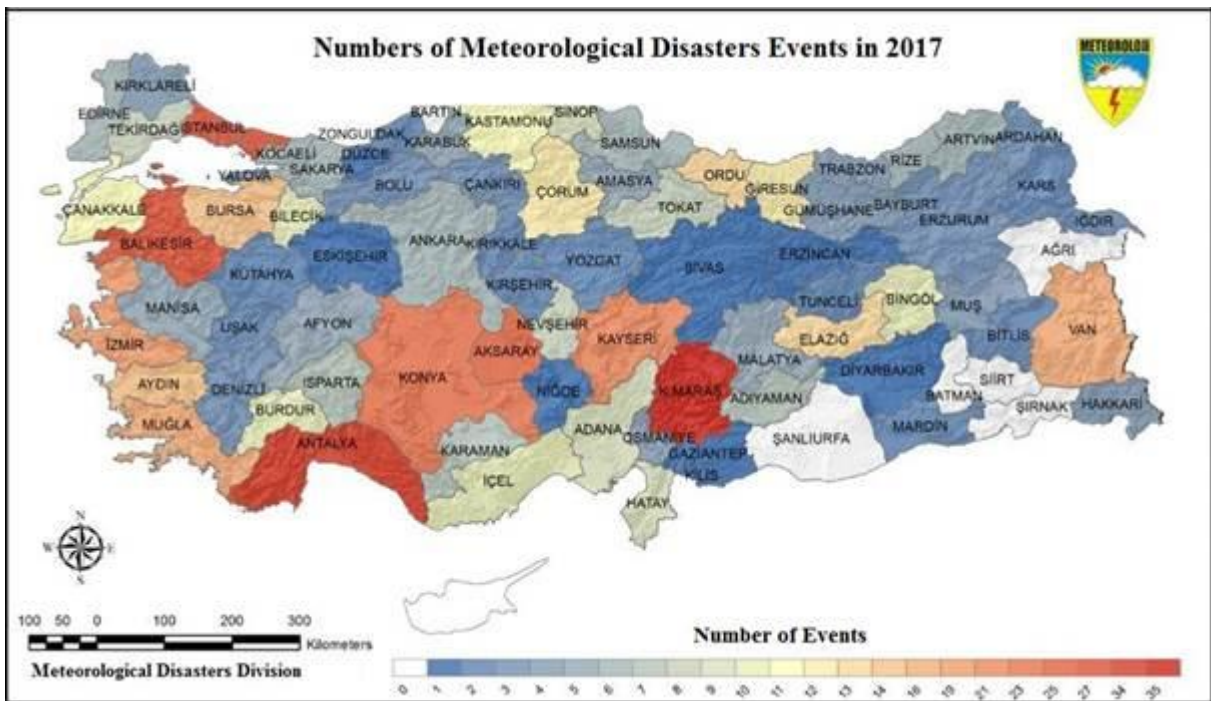 Numbers of Meteorological Disasters Events in 2017
METEOROLOJİ
KIRKLARELİ
EDİRNE
TEKİRDAĞ
İSTANBUL
KOCAELİ
YALOVA
SAKARYA
ZONGULDAK
DÜZCE
BARTIN
KARABÜK
KASTAMONU
SİNOP
SAMSUN
ARTVİN
ARDAHAN
RİZE
TRABZON
ORDU
GİRESUN
GÜMÜŞHANE
BAYBURT
KARS
IĞDIR
AĞRI
ERZURUM
ERZİNCAN
ÇANAKKALE
BURSA
BİLECİK
BOLU
ÇANKIRI
ÇORUM
AMASYA
TOKAT
BALIKESİR
KÜTAHYA
ESKİŞEHİR
ANKARA
KIRIKKALE
YOZGAT
SİVAS
KIRŞEHİR
TUNCELİ
BİNGÖL
MUŞ
BİTLİS
VAN
MANİSA
UŞAK
AFYON
NEVŞEHİR
KAYSERİ
MALATYA
ELAZIĞ
İZMİR
AYDIN
DENİZLİ
ISPARTA
KONYA
AKSARAY
NİĞDE
K.MARAŞ
ADIYAMAN
DİYARBAKIR
BATMAN
SİİRT
ŞIRNAK
HAKKARİ
MUĞLA
BURDUR
ANTALYA
KARAMAN
İÇEL
ADANA
OSMANİYE
GAZİANTEP
KİLİS
ŞANLIURFA
MARDİN
HATAY
N
W E
S
100 50 0 100 200 300
Kilometers
Meteorological Disasters Division
Number of Events
0 1 2 3 4 5 6 7 8 9 10 11 12 13 14 16 19 21 23 25 27 34 35